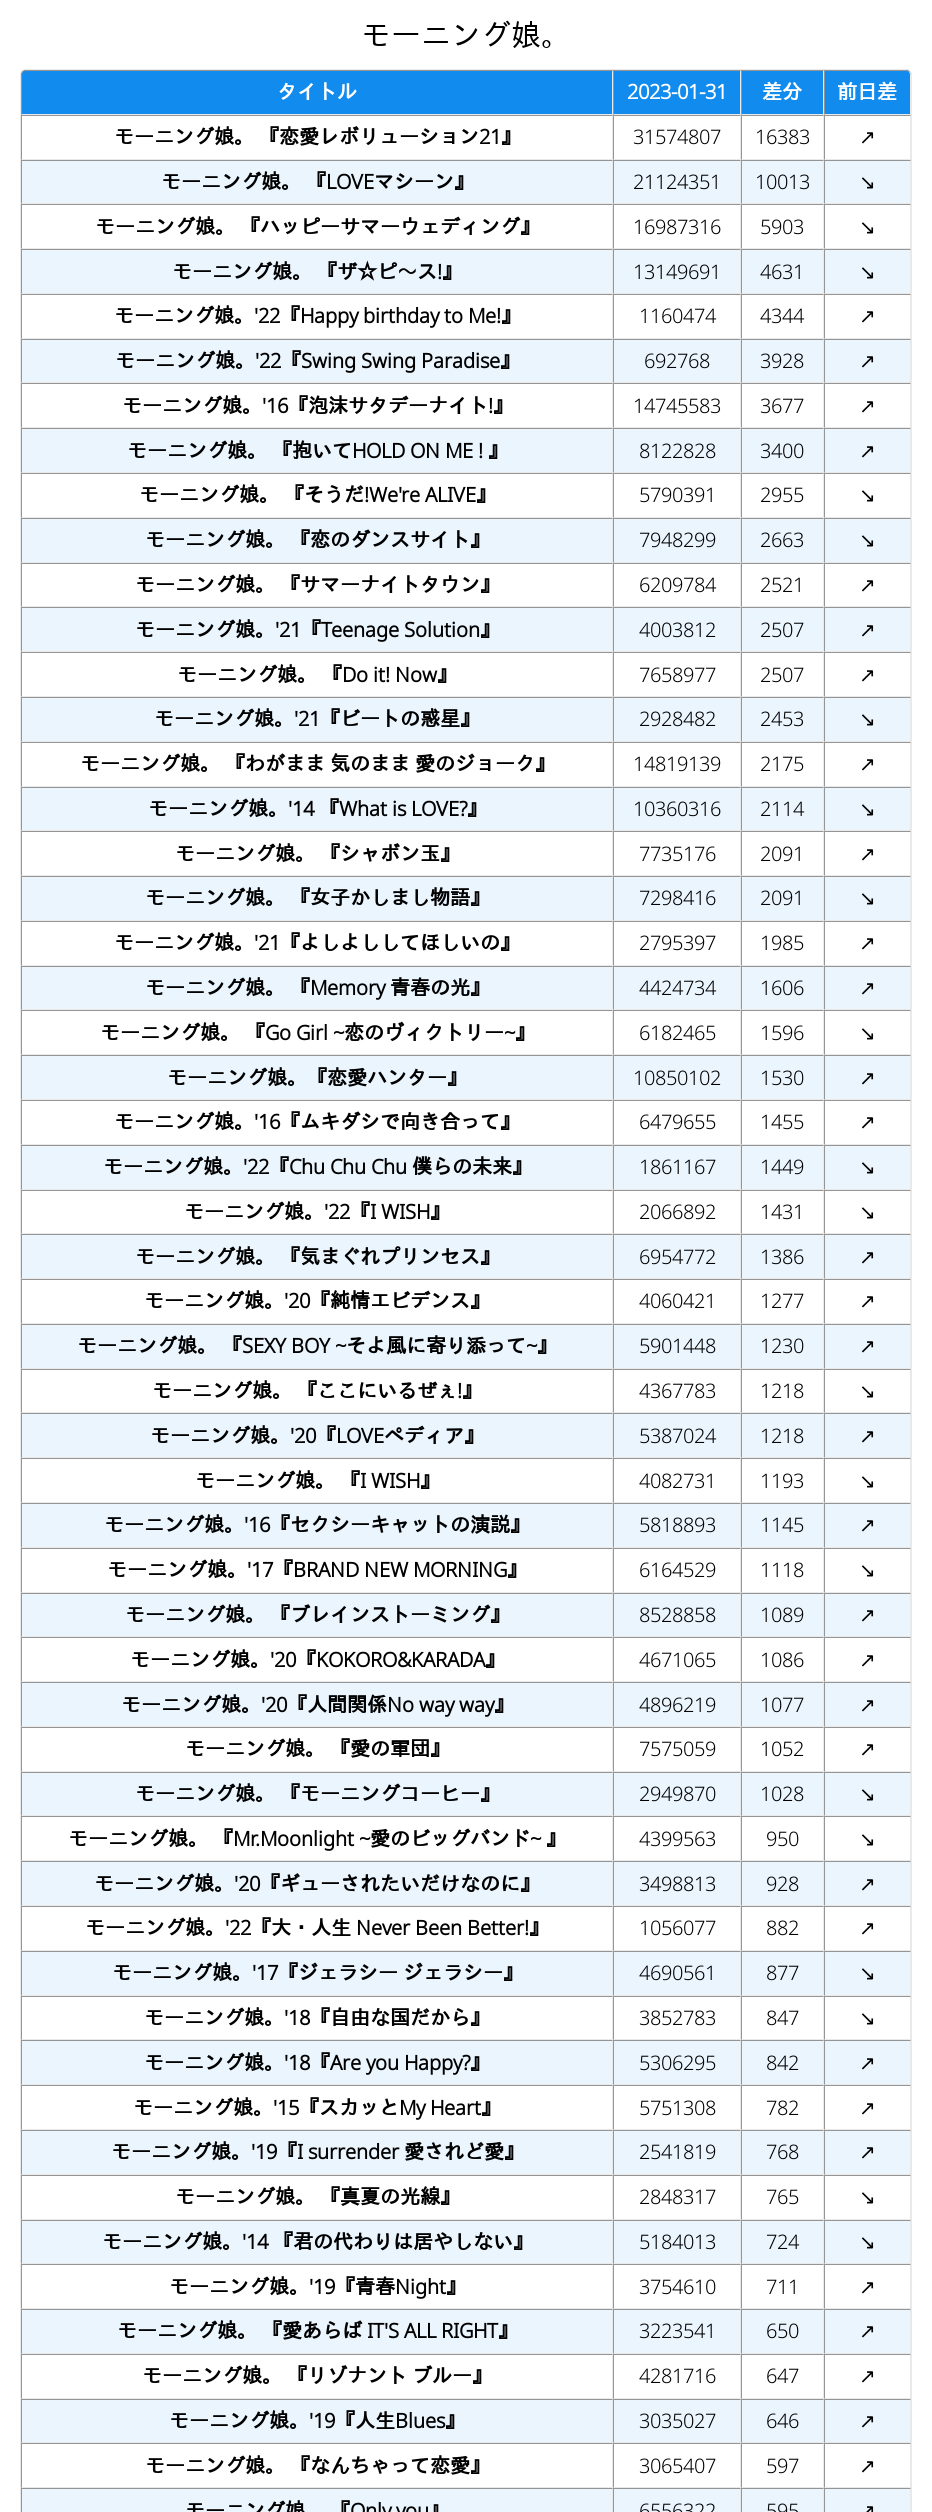 モーニング娘。
タイトル 2023-01-31 差分 前日差
モーニング娘。 『恋愛レボリューション21』 31574807 16383 ↗
モーニング娘。 『LOVEマシーン』 21124351 10013 ↘
モーニング娘。 『ハッピーサマーウェディング』 16987316 5903 ↘
モーニング娘。 『ザ☆ピ～ス!』 13149691 4631 ↘
モーニング娘。'22『Happy birthday to Me!』 1160474 4344 ↗
モーニング娘。'22『Swing Swing Paradise』 692768 3928 ↗
モーニング娘。'16『泡沫サタデーナイト!』 14745583 3677 ↗
モーニング娘。 『抱いてHOLD ON ME ! 』 8122828 3400 ↗
モーニング娘。 『そうだ!We're ALIVE』 5790391 2955 ↘
モーニング娘。 『恋のダンスサイト』 7948299 2663 ↘
モーニング娘。 『サマーナイトタウン』 6209784 2521 ↗
モーニング娘。'21『Teenage Solution』 4003812 2507 ↗
モーニング娘。 『Do it! Now』 7658977 2507 ↗
モーニング娘。'21『ビートの惑星』 2928482 2453 ↘
モーニング娘。 『わがまま 気のまま 愛のジョーク』 14819139 2175 ↗
モーニング娘。'14 『What is LOVE?』 10360316 2114 ↘
モーニング娘。 『シャボン玉』 7735176 2091 ↗
モーニング娘。 『女子かしまし物語』 7298416 2091 ↘
モーニング娘。'21『よしよししてほしいの』 2795397 1985 ↗
モーニング娘。 『Memory 青春の光』 4424734 1606 ↗
モーニング娘。 『Go Girl ~恋のヴィクトリー~』 6182465 1596 ↘
モーニング娘。『恋愛ハンター』 10850102 1530 ↗
モーニング娘。'16『ムキダシで向き合って』 6479655 1455 ↗
モーニング娘。'22『Chu Chu Chu 僕らの未来』 1861167 1449 ↘
モーニング娘。'22『I WISH』 2066892 1431 ↘
モーニング娘。 『気まぐれプリンセス』 6954772 1386 ↗
モーニング娘。'20『純情エビデンス』 4060421 1277 ↗
モーニング娘。 『SEXY BOY ~そよ風に寄り添って~』 5901448 1230 ↗
モーニング娘。 『ここにいるぜぇ!』 4367783 1218 ↘
モーニング娘。'20『LOVEペディア』 5387024 1218 ↗
モーニング娘。 『I WISH』 4082731 1193 ↘
モーニング娘。'16『セクシーキャットの演説』 5818893 1145 ↗
モーニング娘。'17『BRAND NEW MORNING』 6164529 1118 ↘
モーニング娘。 『ブレインストーミング』 8528858 1089 ↗
モーニング娘。'20『KOKORO&KARADA』 4671065 1086 ↗
モーニング娘。'20『人間関係No way way』 4896219 1077 ↗
モーニング娘。 『愛の軍団』 7575059 1052 ↗
モーニング娘。 『モーニングコーヒー』 2949870 1028 ↘
モーニング娘。 『Mr.Moonlight ~愛のビッグバンド~ 』 4399563 950 ↘
モーニング娘。'20『ギューされたいだけなのに』 3498813 928 ↗
モーニング娘。'22『大・人生 Never Been Better!』 1056077 882 ↗
モーニング娘。'17『ジェラシー ジェラシー』 4690561 877 ↘
モーニング娘。'18『自由な国だから』 3852783 847 ↘
モーニング娘。'18『Are you Happy?』 5306295 842 ↗
モーニング娘。'15『スカッとMy Heart』 5751308 782 ↗
モーニング娘。'19『I surrender 愛されど愛』 2541819 768 ↗
モーニング娘。 『真夏の光線』 2848317 765 ↘
モーニング娘。'14 『君の代わりは居やしない』 5184013 724 ↘
モーニング娘。'19『青春Night』 3754610 711 ↗
モーニング娘。 『愛あらば IT'S ALL RIGHT』 3223541 650 ↗
モーニング娘。 『リゾナント ブルー』 4281716 647 ↗
モーニング娘。'19『人生Blues』 3035027 646 ↗
モーニング娘。 『なんちゃって恋愛』 3065407 597 ↗
モーニング娘。 『Only you』 6556322 595 ↗